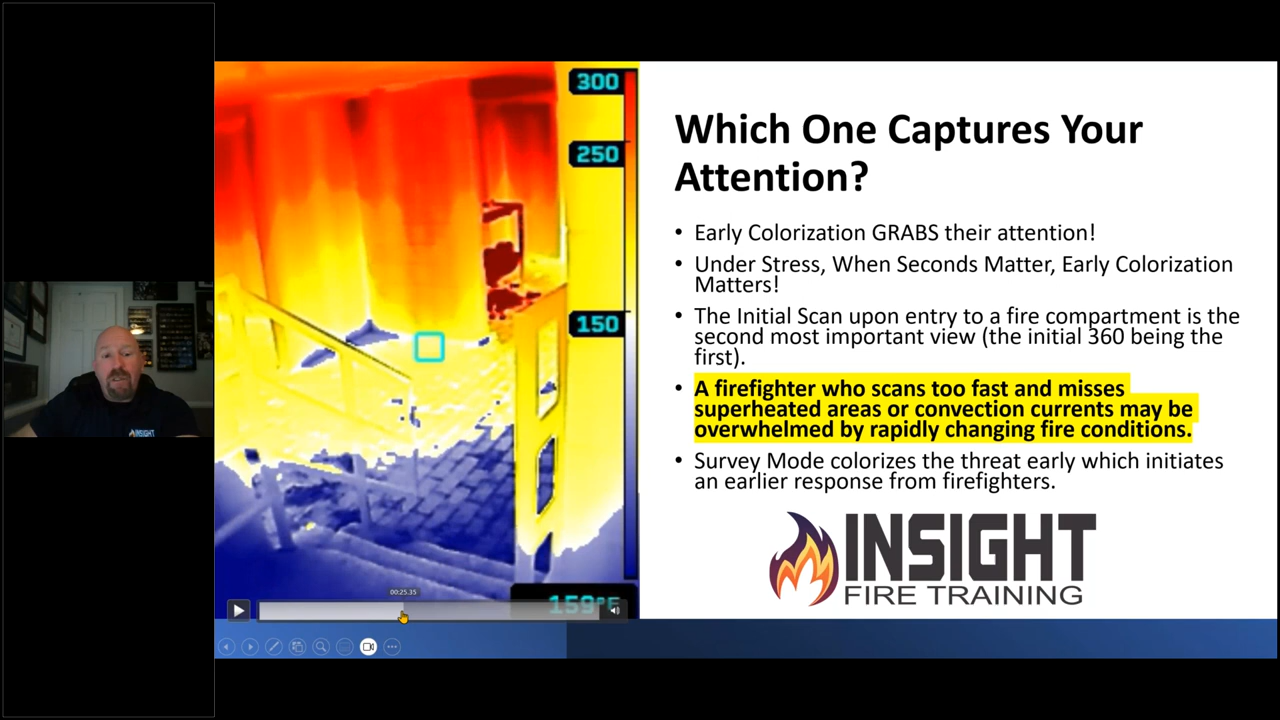 300
250
150
159°F
00:25.35
Which One Captures Your
Attention?
• Early Colorization GRABS their attention!
• Under Stress, When Seconds Matter, Early Colorization
Matters!
• The Initial Scan upon entry to a fire compartment is the
second most important view (the initial 360 being the
first).
• A firefighter who scans too fast and misses
superheated areas or convection currents may be
overwhelmed by rapidly changing fire conditions.
• Survey Mode colorizes the threat early which initiates
an earlier response from firefighters.
INSIGHT
FIRE TRAINING
INSIGHT